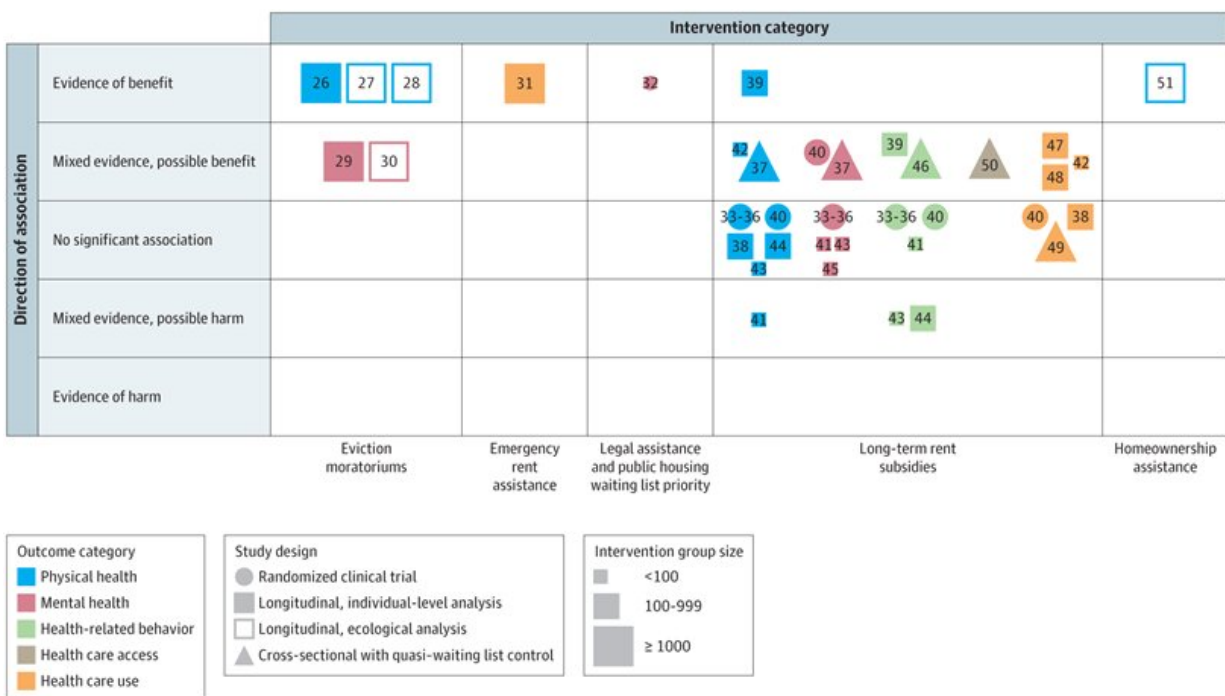 Intervention category
Direction of association
Evidence of benefit
26 27 28 31 32 39 51
Mixed evidence, possible benefit
29 30 42 37 40 37 39 46 50 47 48 42
No significant association
33-36 40 33-36 33-36 40 40 38
38 44 41 43 41 49
43 45
Mixed evidence, possible harm
41 43 44
Evidence of harm
Eviction
moratoriums
Emergency
rent
assistance
Legal assistance
and public housing
waiting list priority
Long-term rent
subsidies
Homeownership
assistance
Outcome category
Physical health
Mental health
Health-related behavior
Health care access
Health care use
Study design
Randomized clinical trial
Longitudinal, individual-level analysis
Longitudinal, ecological analysis
Cross-sectional with quasi-waiting list control
Intervention group size
<100
100-999
≥ 1000